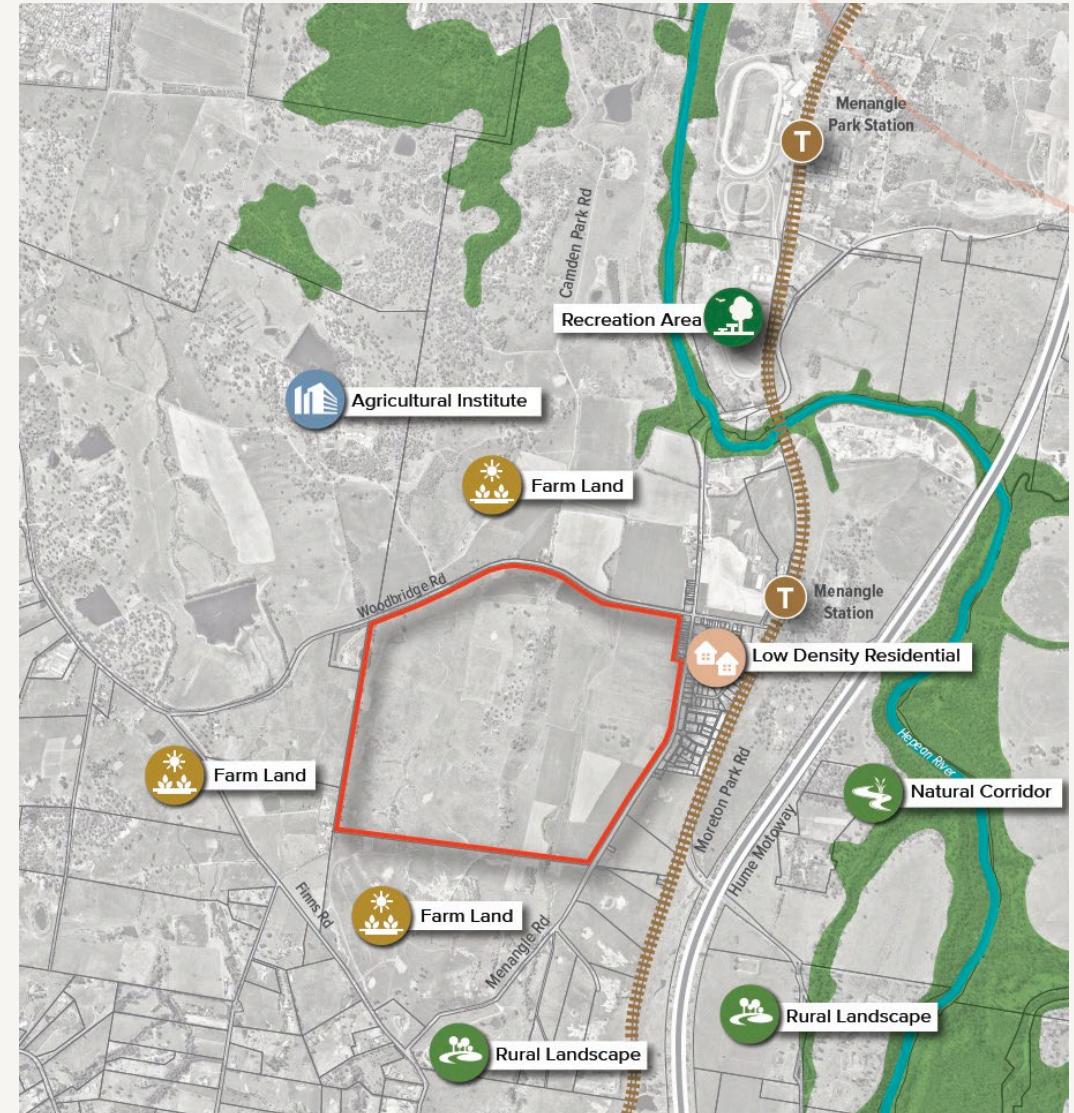 Menangle
Park Station
T
Camden Park Rd
Recreation Area
Agricultural Institute
Farm Land
Woodbridge Rd
T
Menangle
Station
Low Density Residential
Hepean River
Farm Land
Natural Corridor
Moreton Park Rd
Hume Motoway
Finns Rd
Farm Land
Menangle Rd
Rural Landscape
Rural Landscape